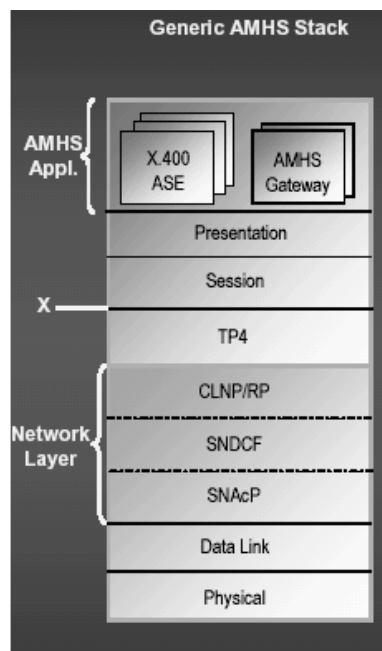 Generic AMHS Stack
AMHS
Appl.
X.400
ASE
AMHS
Gateway
Presentation
Session
X
TP4
CLNP/RP
Network
Layer
SNDCF
SNAcP
Data Link
Physical